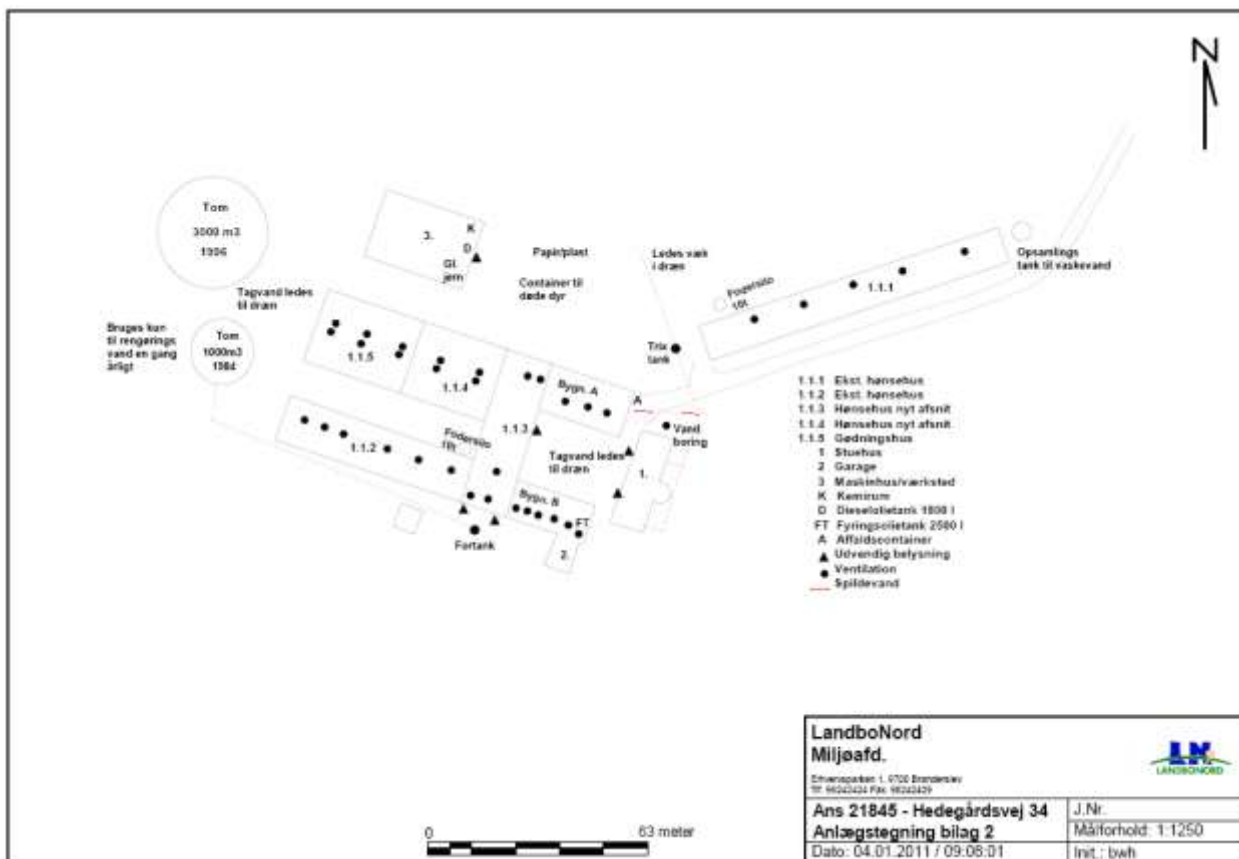 N
Tom
3000 m3
1996
Tagvand ledes
til dræn
Bruges kun
til rengørings
vand en gang
årligt
Tom
1000m3
1984
3.
K
D
Gl.
jern
Papir/plast
Container til
døde dyr
Ledes væk
i dræn
Fodersilo
18t
1.1.1
Opsamlings
tank til vaskevand
Trix
tank
1.1.5
1.1.4
Bygn. A
A
1.1.3
Vand
boring
1.1.2
Fodersilo
Tagvand ledes
til dræn
1.
Bygn. B
FT
2.
Fortank
1.1.1 Ekst. hønsehus
1.1.2 Ekst. hønsehus
1.1.3 Hønsehus nyt afsnit
1.1.4 Hønsehus nyt afsnit
1.1.5 Gødningshus
1 Stuehus
2 Garage
3 Maskinhus/værksted
K Kemirum
D Dieselolietank 1800 l
FT Fyringsolietank 2500 l
A Affaldscontainer
Udvendig belysning
Ventilation
Spildevand
0 63 meter
LandboNord
Miljøafd.
LN
LANDBONORD
Erhvervsparken 1, 9700 Brønderslev
Ans 21845 - Hedegårdsvej 34
J.Nr.
Anlægstegning bilag 2
Målforhold: 1:1250
Dato: 04.01.2011 / 09:08:01
Init.: bwh